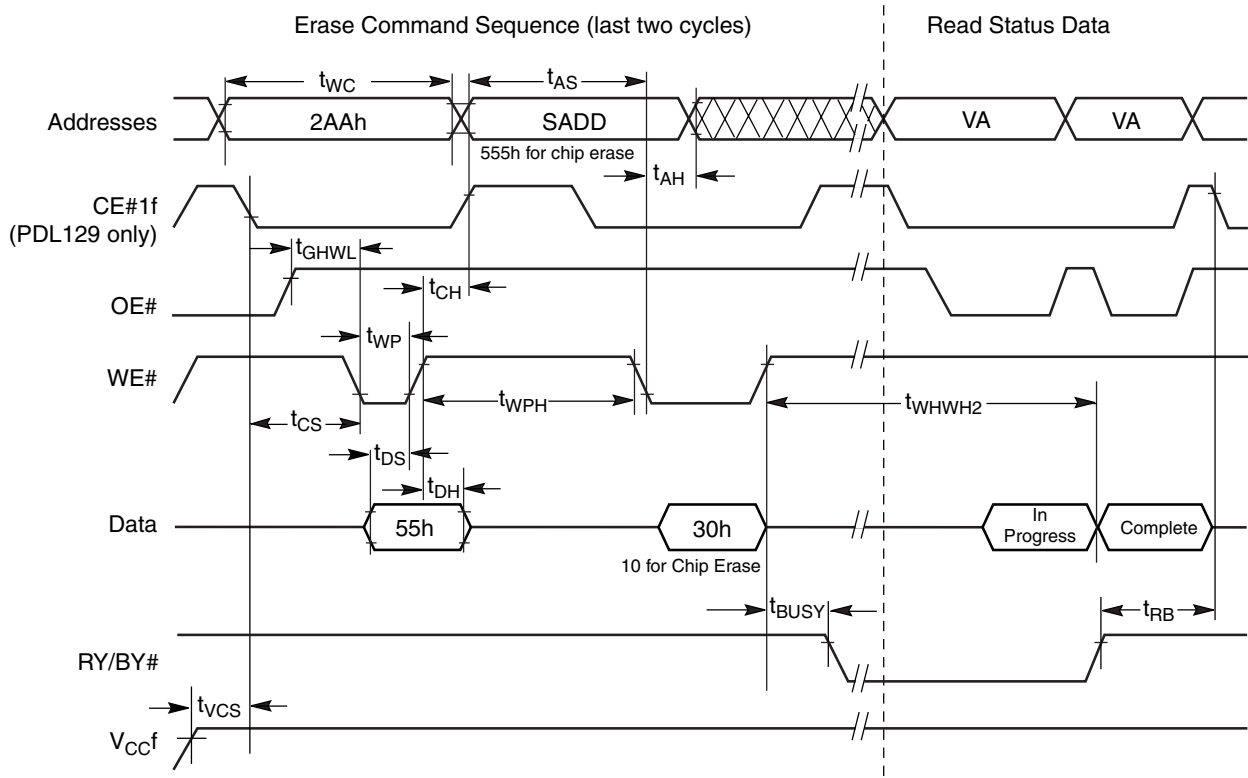 Erase Command Sequence (last two cycles)
Read Status Data
tWC
tAS
Addresses
2AAh
SADD
VA
VA
555h for chip erase
tAH
CE#1f
(PDL129 only)
tGHWL
tCH
OE#
tWP
WE#
tWPH
tWHWH2
tCS
tDS
tDH
Data
55h
30h
In
Progress
Complete
10 for Chip Erase
tBUSY
tRB
RY/BY#
tVCS
VCCf